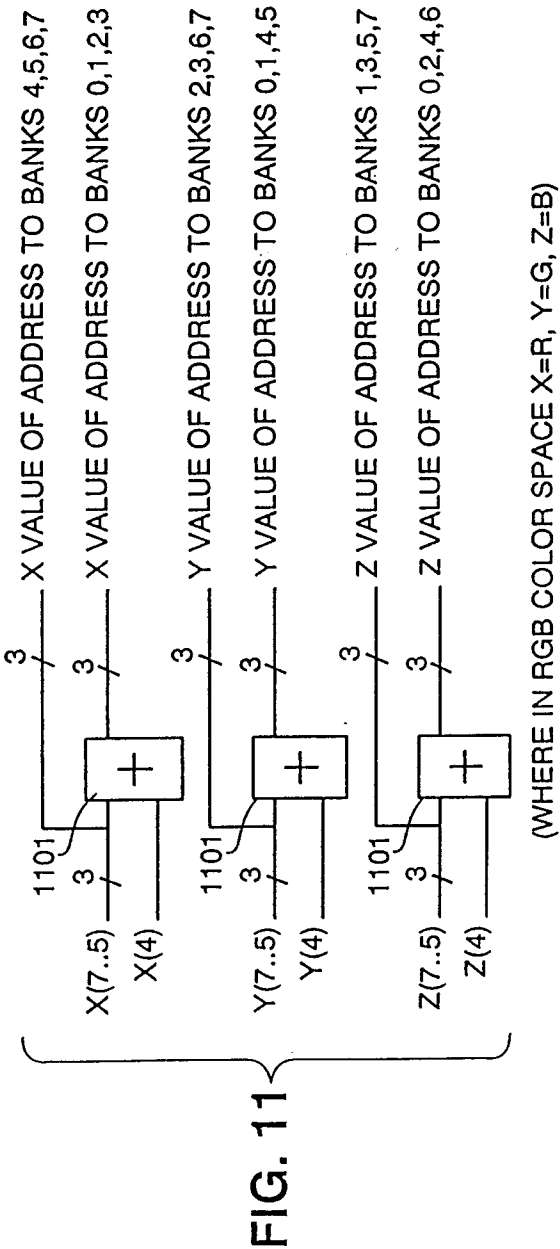 FIG. 11
X(7..5)
X(4)
3
1101
+
3
3
X VALUE OF ADDRESS TO BANKS 4,5,6,7
X VALUE OF ADDRESS TO BANKS 0,1,2,3
Y(7..5)
Y(4)
3
1101
+
3
3
Y VALUE OF ADDRESS TO BANKS 2,3,6,7
Y VALUE OF ADDRESS TO BANKS 0,1,4,5
Z(7..5)
Z(4)
3
1101
+
3
3
Z VALUE OF ADDRESS TO BANKS 1,3,5,7
Z VALUE OF ADDRESS TO BANKS 0,2,4,6
(WHERE IN RGB COLOR SPACE X=R, Y=G, Z=B)